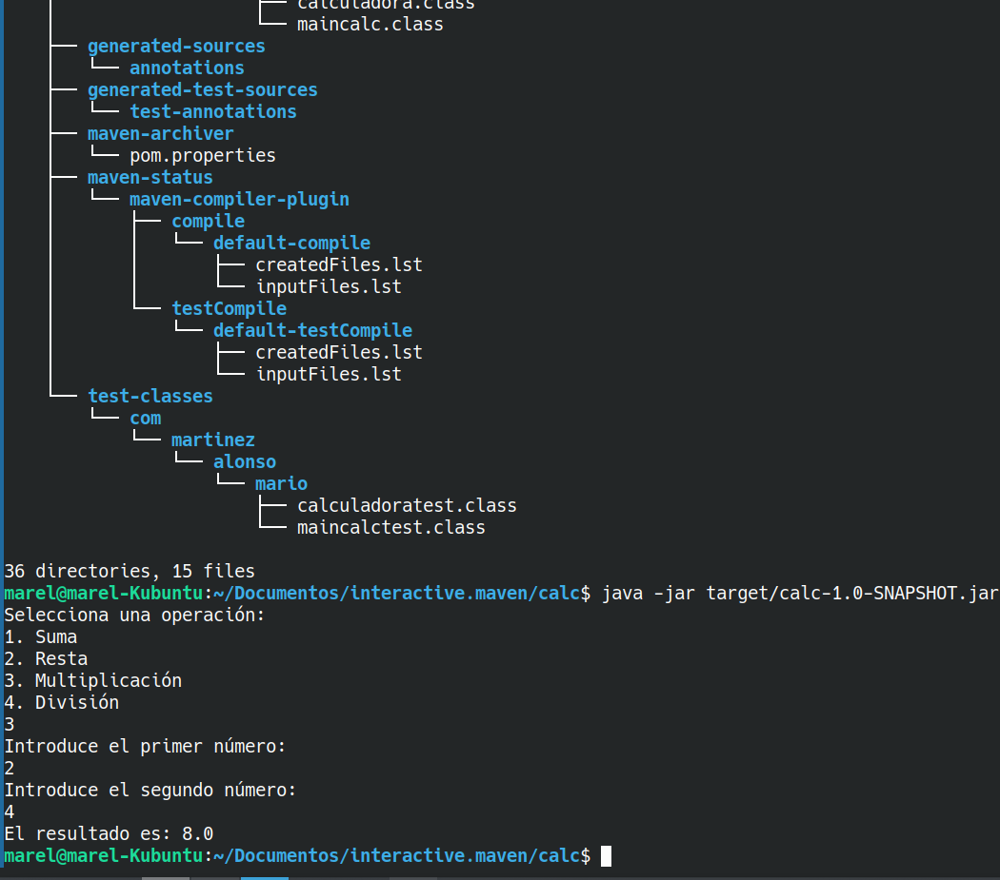 calculadora.class
maincalc.class
generated-sources
annotations
generated-test-sources
test-annotations
maven-archiver
pom.properties
maven-status
maven-compiler-plugin
compile
default-compile
createdFiles.lst
inputFiles.lst
testCompile
default-testCompile
createdFiles.lst
inputFiles.lst
test-classes
com
martinez
alonso
mario
calculadoratest.class
maincalctest.class
36 directories, 15 files
marel@marel-Kubuntu:~/Documentos/interactive.maven/calc$ java -jar target/calc-1.0-SNAPSHOT.jar
Selecciona una operación:
1. Suma
2. Resta
3. Multiplicación
4. División
3
Introduce el primer número:
2
Introduce el segundo número:
4
El resultado es: 8.0
marel@marel-Kubuntu:~/Documentos/interactive.maven/calc$